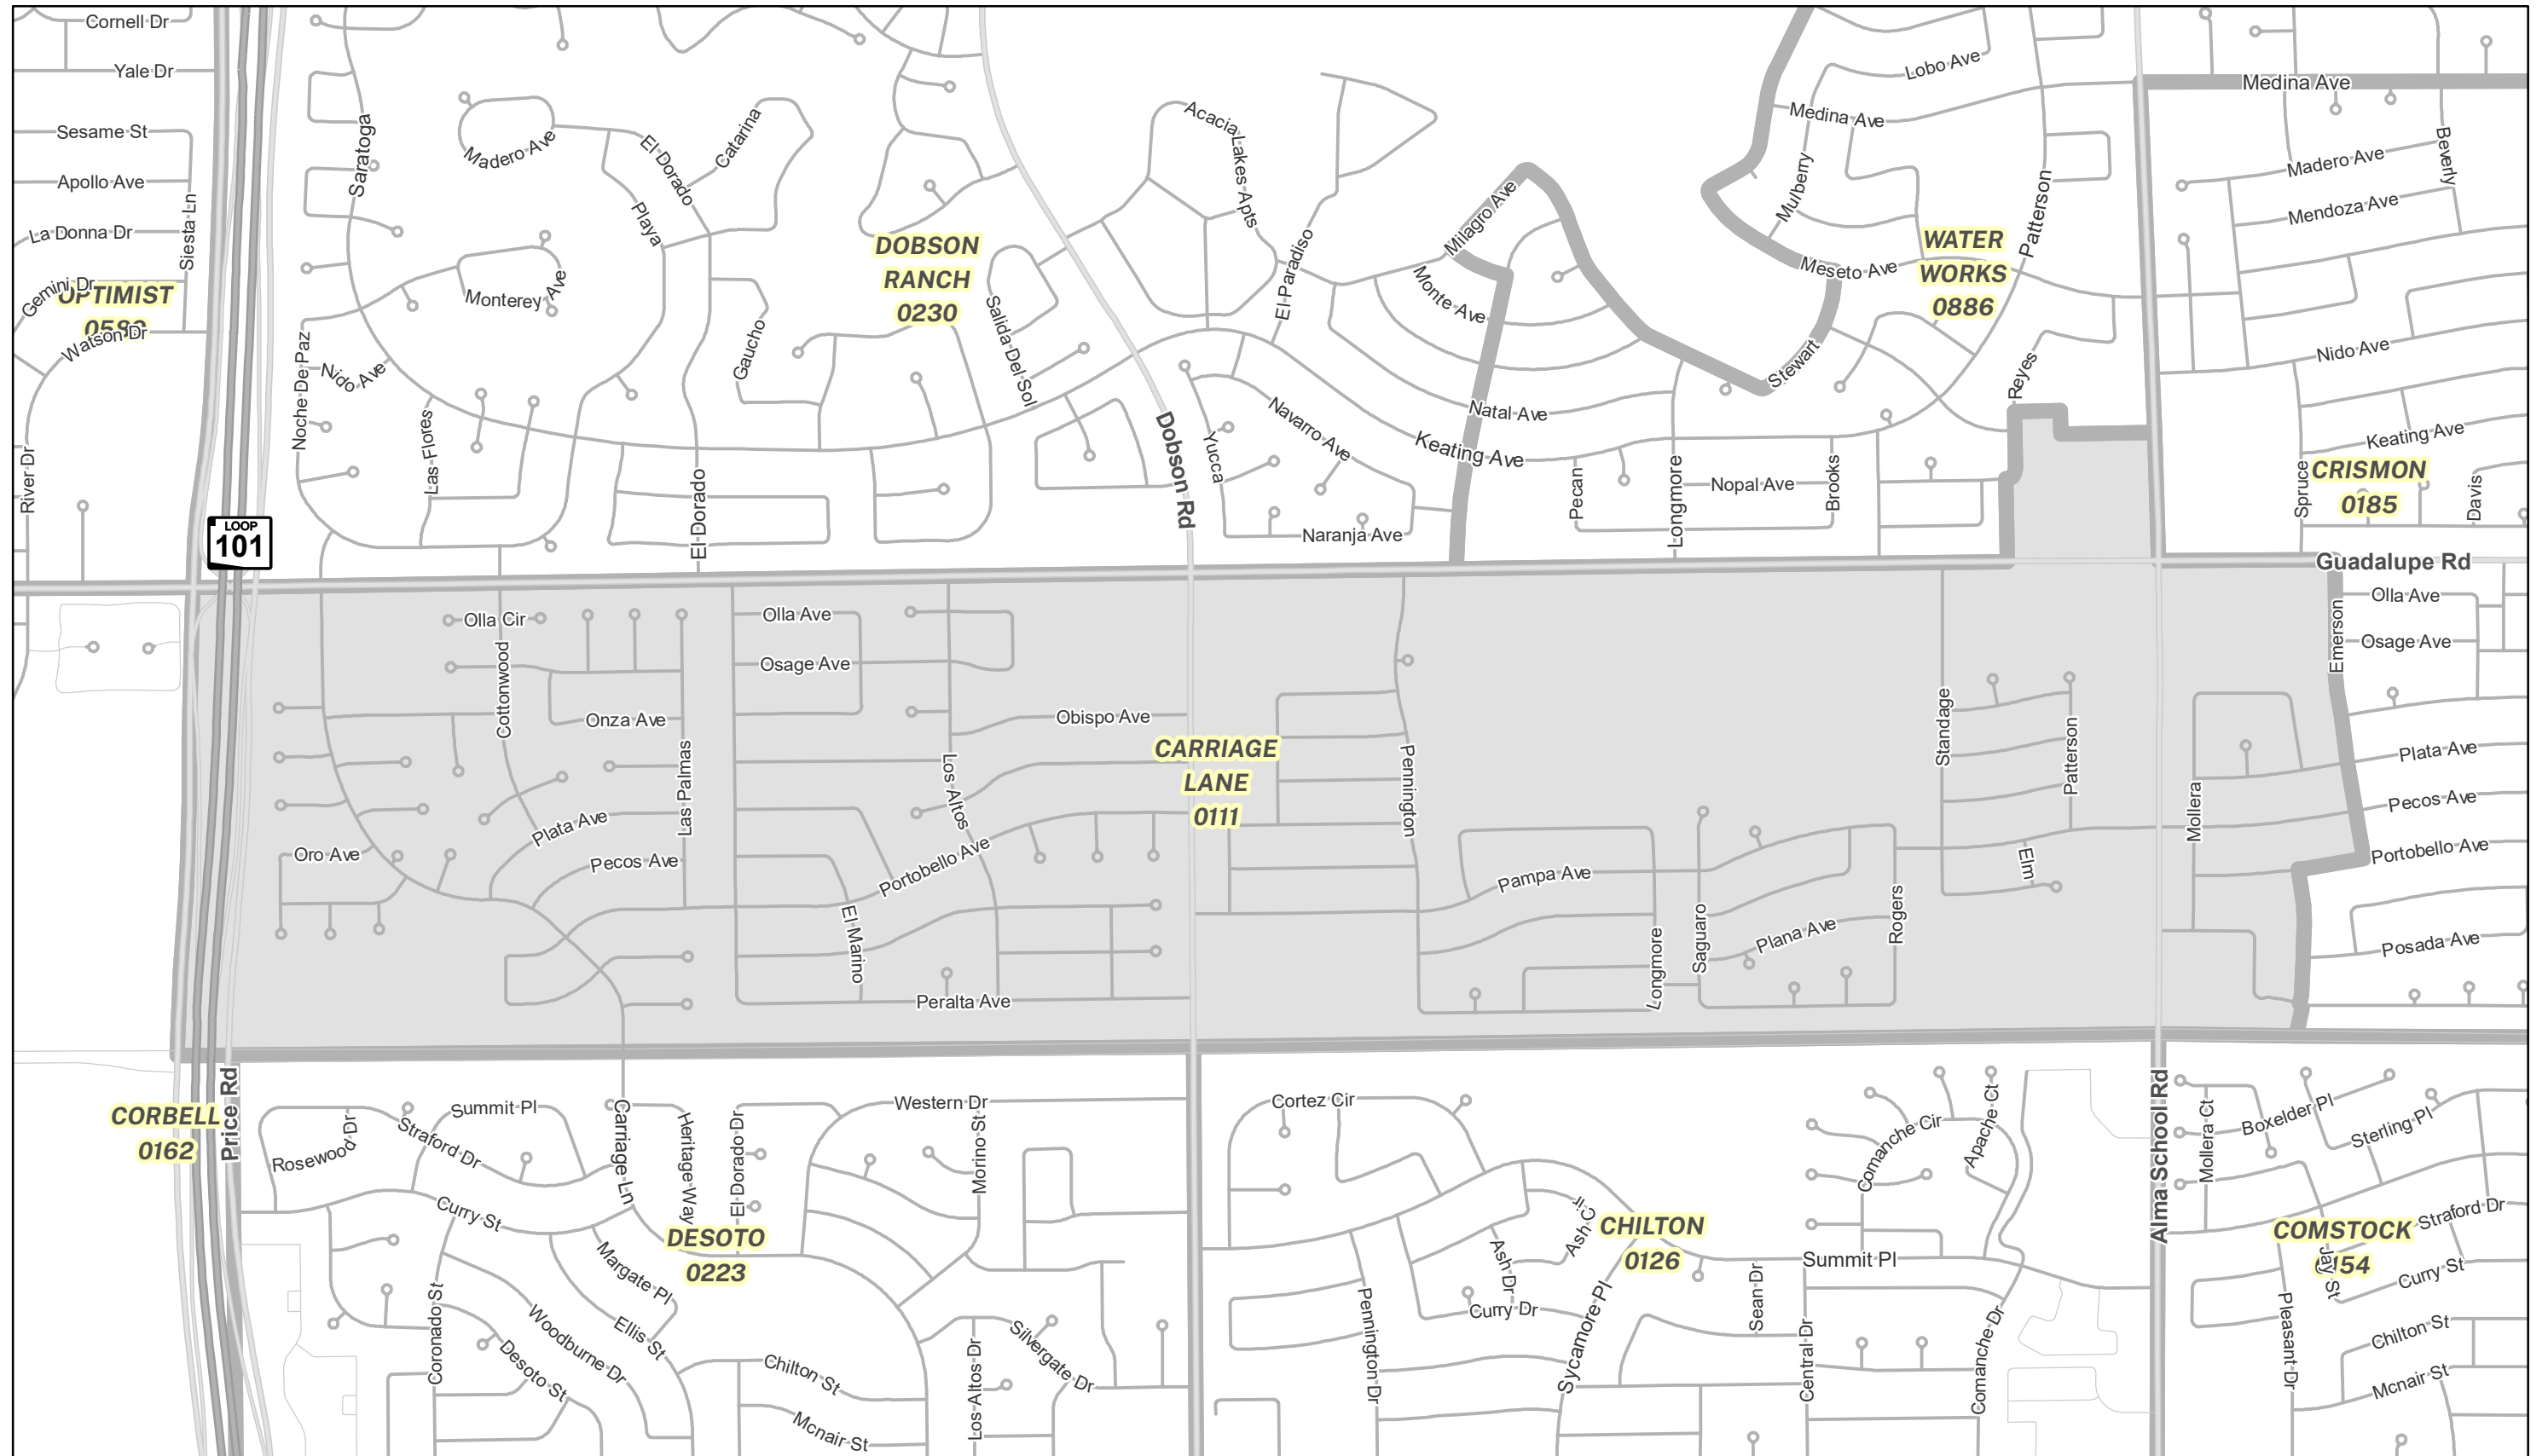 Cornell Dr
Yale Dr
Sesame St
Apollo Ave
La Donna Dr
Siesta Ln
Gemini Dr
OPTIMIST
Watson Dr
River Dr
LOOP
101
Saratoga
Madero Ave
El Dorado
Catarina
Playa
Monterey Ave
Noche De Paz
Nido Ave
Las Flores
Gaucho
El Dorado
DOBSON
RANCH
0230
Salida Del Sol
Dobson Rd
Acacia
Lakes Apts
El Paradiso
Milagro Ave
Monte Ave
Natal Ave
Keating Ave
Navarro Ave
Yucca
Naranja Ave
Lobo Ave
Medina Ave
Mulberry
Patterson
Meseto Ave
WATER
WORKS
0886
Stewart
Reyes
Pecan
Longmore
Nopal Ave
Brooks
Medina Ave
Beverly
Madero Ave
Mendoza Ave
Nido Ave
Keating Ave
Spruce
CRISMON
0185
Davis
Guadalupe Rd
Olla Cir
Cottonwood
Onza Ave
Las Palmas
Plata Ave
Pecos Ave
Oro Ave
Olla Ave
Osage Ave
Obispo Ave
Los Altos
Portobello Ave
El Marino
Peralta Ave
CARRIAGE
LANE
0111
Pennington
Pampa Ave
Longmore
Saguaro
Plana Ave
Rogers
Standage
Patterson
Elm
Mollera
Emerson
Olla Ave
Osage Ave
Plata Ave
Pecos Ave
Portobello Ave
Posada Ave
CORBELL
0162
Price Rd
Rosewood Dr
Straford Dr
Summit Pl
Curry St
Carriage Ln
Heritage Way
El Dorado Dr
Western Dr
Morino St
DESOTO
0223
Margate Pl
Ellis St
Woodburne Dr
Desoto St
Coronado St
Chilton St
Mcnair St
Los Altos Dr
Silvergate Dr
Cortez Cir
Ash Cir
Ash Dr
Curry Dr
Pennington Dr
Sycamore Pl
CHILTON
0126
Comanche Cir
Apache Ct
Summit Pl
Sean Dr
Central Dr
Comanche Dr
Alma School Rd
Mollera Ct
Boxelder Pl
Sterling Pl
Straford Dr
COMSTOCK
Jay St
Curry St
Pleasant Dr
Chilton St
Mcnair St